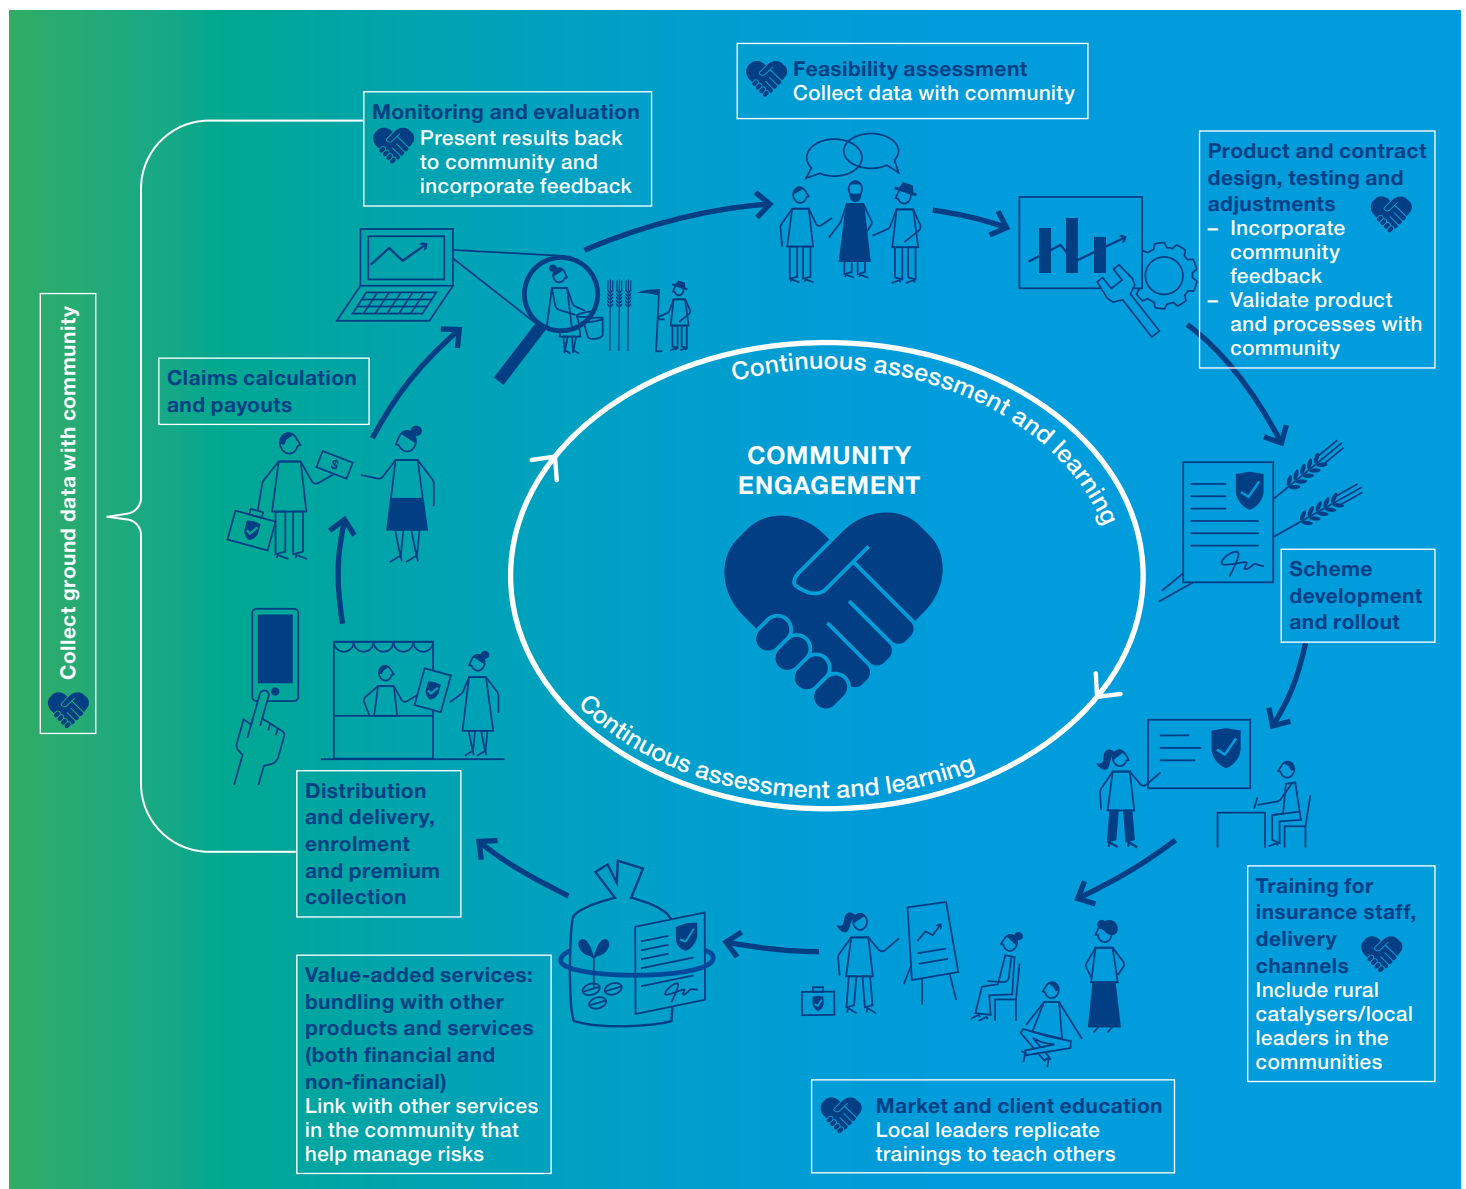 Feasibility assessment
Collect data with community
Product and contract
design, testing and
adjustments
– Incorporate
community
feedback
– Validate product
and processes with
community
Scheme
development
and rollout
Training for
insurance staff,
delivery
channels
Include rural
catalysers/local
leaders in the
communities
Market and client education
Local leaders replicate
trainings to teach others
Value-added services:
bundling with other
products and services
(both financial and
non-financial)
Link with other services
in the community that
help manage risks
Distribution
and delivery,
enrolment
and premium
collection
Claims calculation
and payouts
$
Monitoring and evaluation
Present results back
to community and
incorporate feedback
Collect ground data with community
Continuous assessment and learning
COMMUNITY
ENGAGEMENT
Continuous assessment and learning